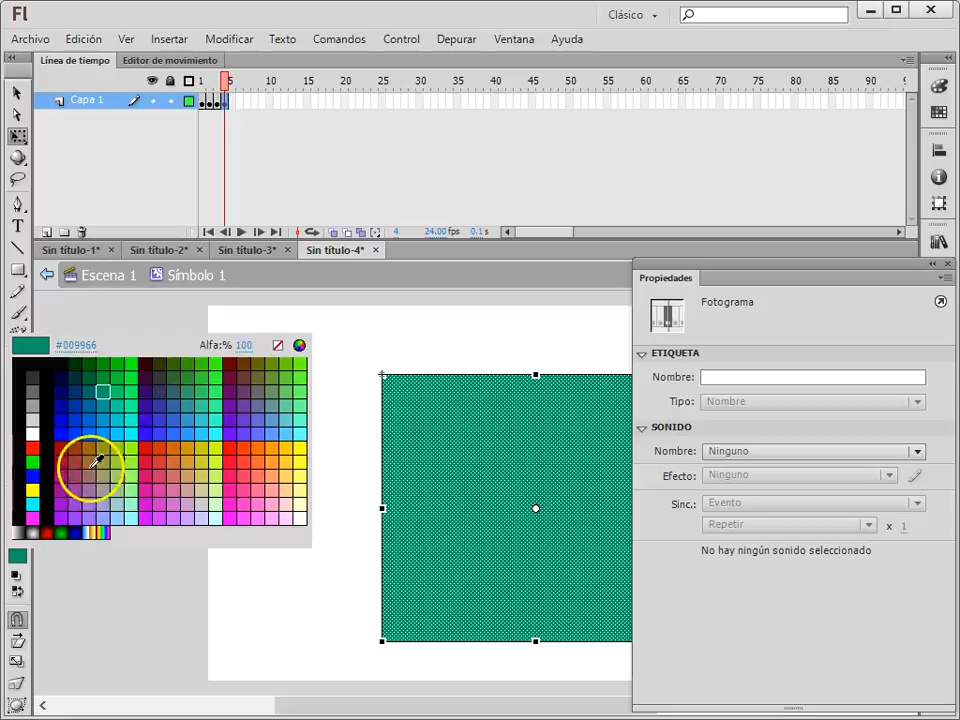 Fl
Clásico
Archivo Edición Ver Insertar Modificar Texto Comandos Control Depurar Ventana Ayuda
Línea de tiempo Editor de movimiento
1 5 10 15 20 25 30 35 40 45 50 55 60 65 70 75 80 85 90 9
Capa 1
4 24.00 fps 0.1 s
Sin título-1* × Sin título-2* × Sin título-3* × Sin título-4* ×
Escena 1 Símbolo 1
Propiedades
Fotograma
#009966 Alfa:% 100
ETIQUETA
Nombre:
Tipo: Nombre
SONIDO
Nombre: Ninguno
Efecto: Ninguno
Sinc.: Evento
Repetir x 1
No hay ningún sonido seleccionado